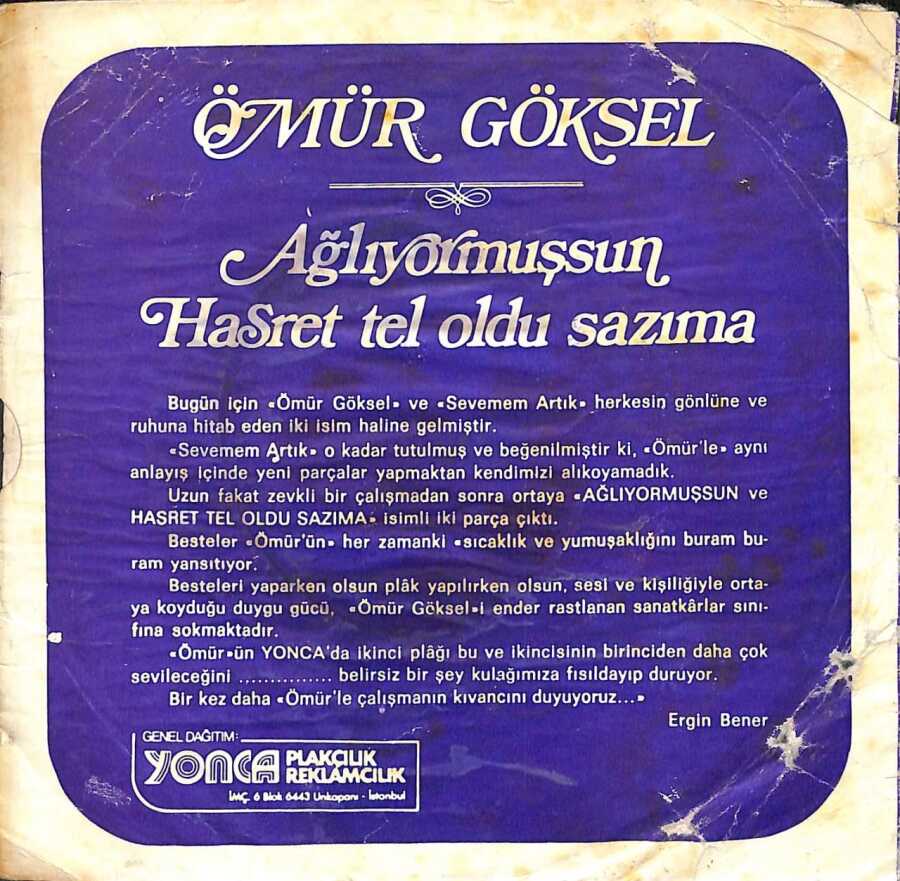 ÖMÜR GÖKSEL
Ağlıyormuşsun
Hasret tel oldu sazıma
Bugün için «Ömür Göksel» ve «Sevemem Artık» herkesin gönlüne ve
ruhuna hitab eden iki isim haline gelmiştir.
«Sevemem Artık» o kadar tutulmuş ve beğenilmiştir ki, «Ömür'le» aynı
anlayış içinde yeni parçalar yapmaktan kendimizi alıkoyamadık.
Uzun fakat zevkli bir çalışmadan sonra ortaya «AĞLIYORMUŞSUN ve
HASRET TEL OLDU SAZIMA» isimli iki parça çıktı.
Besteler «Ömür'ün» her zamanki «sıcaklık ve yumuşaklığını buram bu-
ram yansıtıyor.
Besteleri yaparken olsun plâk yapılırken olsun, sesi ve kişiliğiyle orta-
ya koyduğu duygu gücü, «Ömür Göksel»i ender rastlanan sanatkârlar sını-
fına sokmaktadır.
«Ömür»ün YONCA'da ikinci plâğı bu ve ikincisinin birinciden daha çok
sevileceğini ............... belirsiz bir şey kulağımıza fısıldayıp duruyor.
Bir kez daha «Ömür'le çalışmanın kıvancını duyuyoruz...»
Ergin Bener
GENEL DAĞITIM:
YONCA PLAKÇILIK
REKLÂMCILIK
İMÇ. 6 Blok 6443 Unkapanı - İstanbul